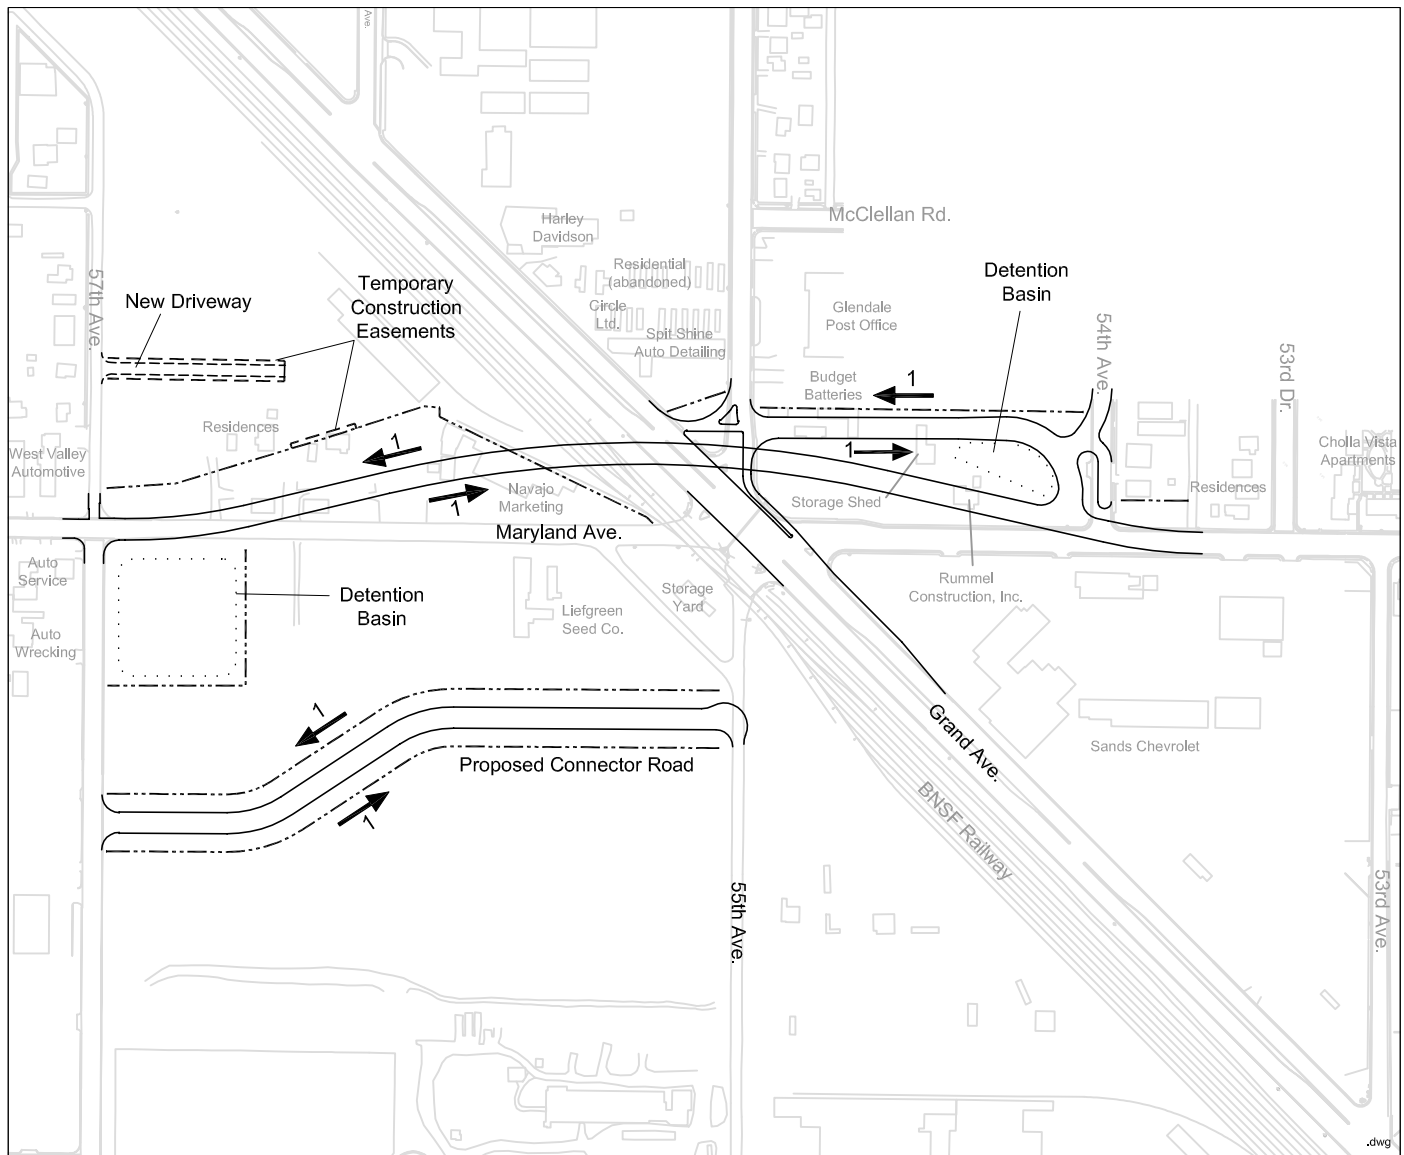 Ave.
McClellan Rd.
Harley
Davidson
57th Ave.
New Driveway
Temporary
Construction
Easements
Residential
(abandoned)
Circle
Ltd.
Spit Shine
Auto Detailing
Glendale
Post Office
Detention
Basin
54th Ave.
53rd Dr.
Budget
Batteries
1
Residences
1
1
West Valley
Automotive
1
Navajo
Marketing
Storage Shed
Cholla Vista
Apartments
Residences
Maryland Ave.
Auto
Service
Detention
Basin
Auto
Wrecking
Liefgreen
Seed Co.
Storage
Yard
Rummel
Construction, Inc.
1
Proposed Connector Road
1
Grand Ave.
Sands Chevrolet
BNSF Railway
55th Ave.
53rd Ave.
.dwg